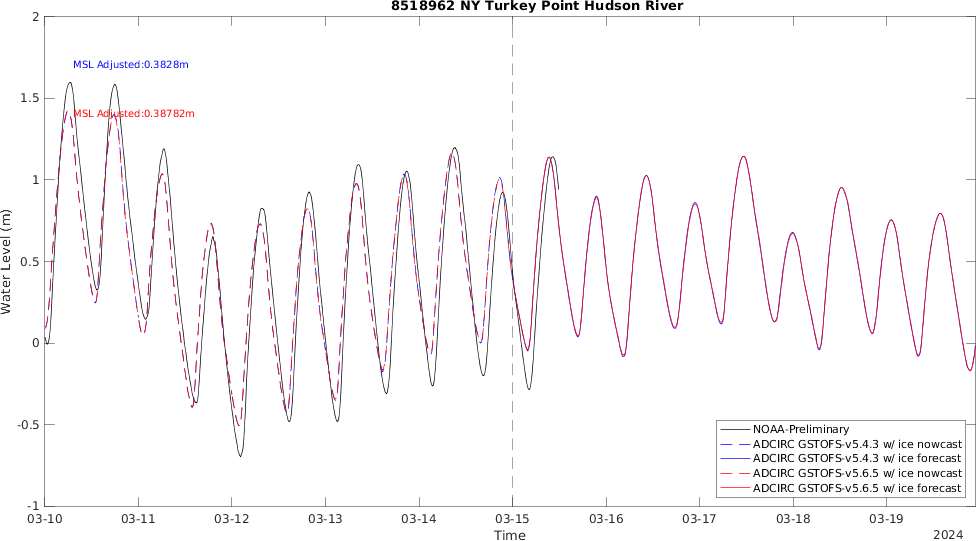 8518962 NY Turkey Point Hudson River
2
MSL Adjusted:0.3828m
1.5
MSL Adjusted:0.38782m
1
0.5
0
-0.5
-1
Water Level (m)
NOAA-Preliminary
ADCIRC GSTOFS-v5.4.3 w/ ice nowcast
ADCIRC GSTOFS-v5.4.3 w/ ice forecast
ADCIRC GSTOFS-v5.6.5 w/ ice nowcast
ADCIRC GSTOFS-v5.6.5 w/ ice forecast
03-10 03-11 03-12 03-13 03-14 03-15 03-16 03-17 03-18 03-19
Time
2024